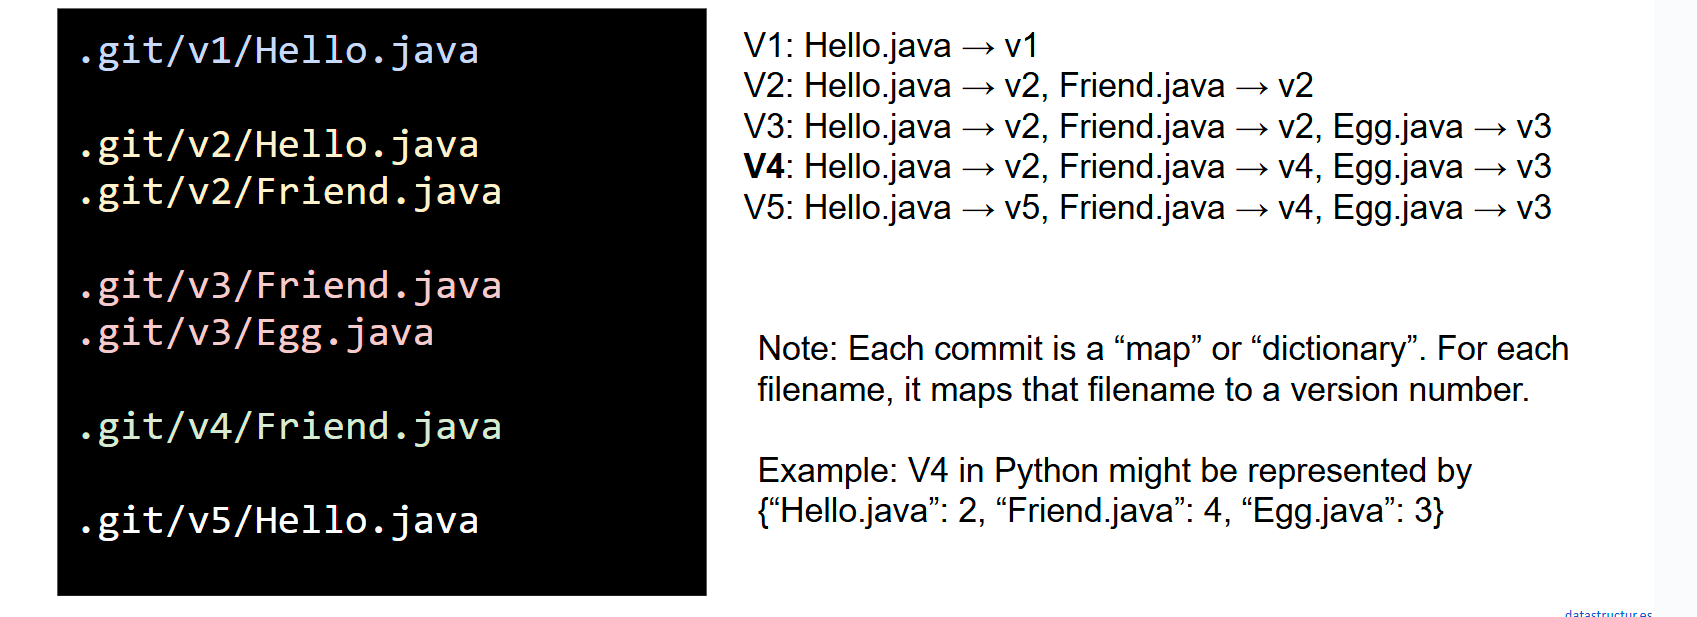 .git/v1/Hello.java
.git/v2/Hello.java
.git/v2/Friend.java
.git/v3/Friend.java
.git/v3/Egg.java
.git/v4/Friend.java
.git/v5/Hello.java
V1: Hello.java → v1
V2: Hello.java → v2, Friend.java → v2
V3: Hello.java → v2, Friend.java → v2, Egg.java → v3
V4: Hello.java → v2, Friend.java → v4, Egg.java → v3
V5: Hello.java → v5, Friend.java → v4, Egg.java → v3
Note: Each commit is a “map” or “dictionary”. For each
filename, it maps that filename to a version number.
Example: V4 in Python might be represented by
{“Hello.java”: 2, “Friend.java”: 4, “Egg.java”: 3}
datastructur.es